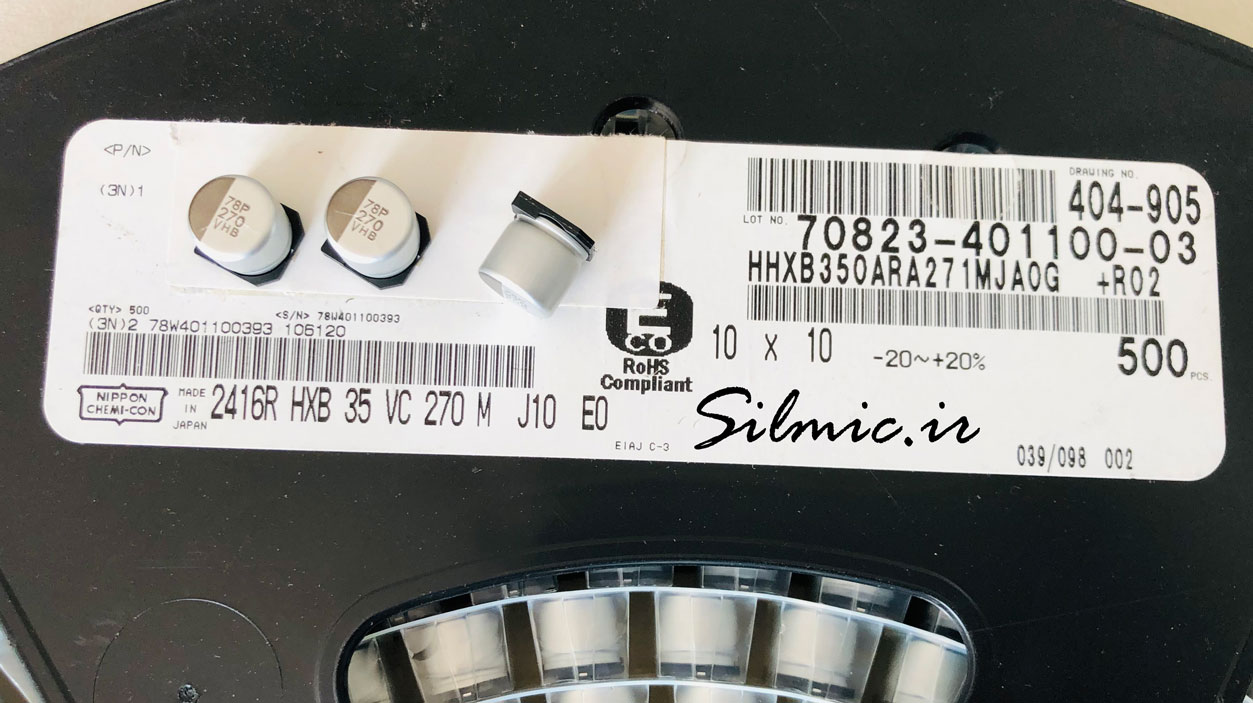 <P/N>
(3N)1
78P
270
VHB
78P
270
VHB
<QTY> 500 <S/N> 78W401100393
(3N)2 78W401100393 105120
NIPPON
CHEMI-CON
MADE
IN
JAPAN
2416R HXB 35 VC 270 M J10 E0
EIAJ C-3
E
CO
RoHS
Compliant
DRAWING NO.
404-905
LOT NO. 70823-401100-03
HHXB350ARA271MJA0G +R02
10 x 10 -20~+20% 500 PCS.
Silmic.ir
039/098 002